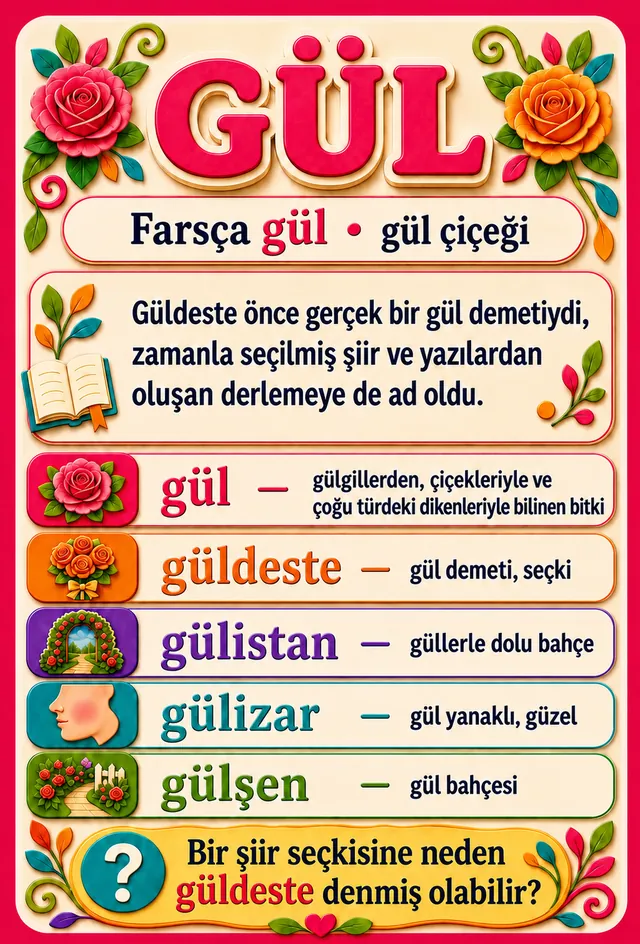 GÜL
Farsça gül • gül çiçeği
Güldeste önce gerçek bir gül demetiydi,
zamanla seçilmiş şiir ve yazılardan
oluşan derlemeye de ad oldu.
gül — gülgillerden, çiçekleriyle ve
çoğu türdeki dikenleriyle bilinen bitki
güldeste — gül demeti, seçki
gülistan — güllerle dolu bahçe
gülizar — gül yanaklı, güzel
gülşen — gül bahçesi
? Bir şiir seçkisine neden
güldeste denmiş olabilir?